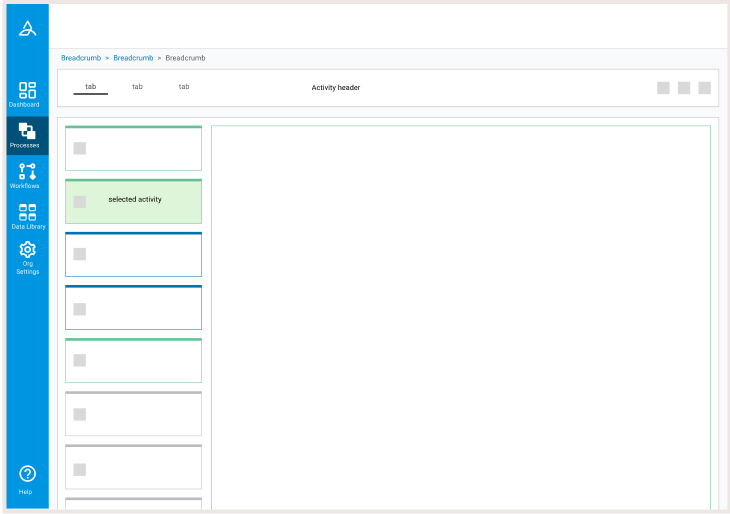 Breadcrumb > Breadcrumb > Breadcrumb
tab tab tab Activity header
Dashboard
Processes
Workflows
Data Library
Org
Settings
selected activity
Help